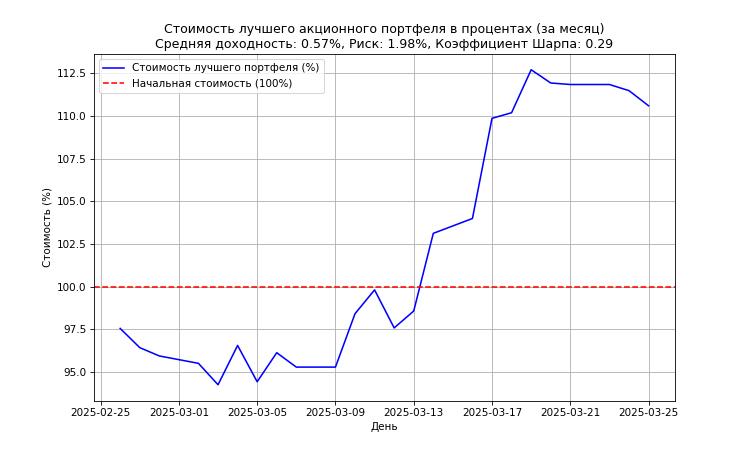 Стоимость лучшего акционного портфеля в процентах (за месяц)
Средняя доходность: 0.57%, Риск: 1.98%, Коэффициент Шарпа: 0.29
Стоимость лучшего портфеля (%)
Начальная стоимость (100%)
Стоимость (%)
112.5
110.0
107.5
105.0
102.5
100.0
97.5
95.0
2025-02-25 2025-03-01 2025-03-05 2025-03-09 2025-03-13 2025-03-17 2025-03-21 2025-03-25
День